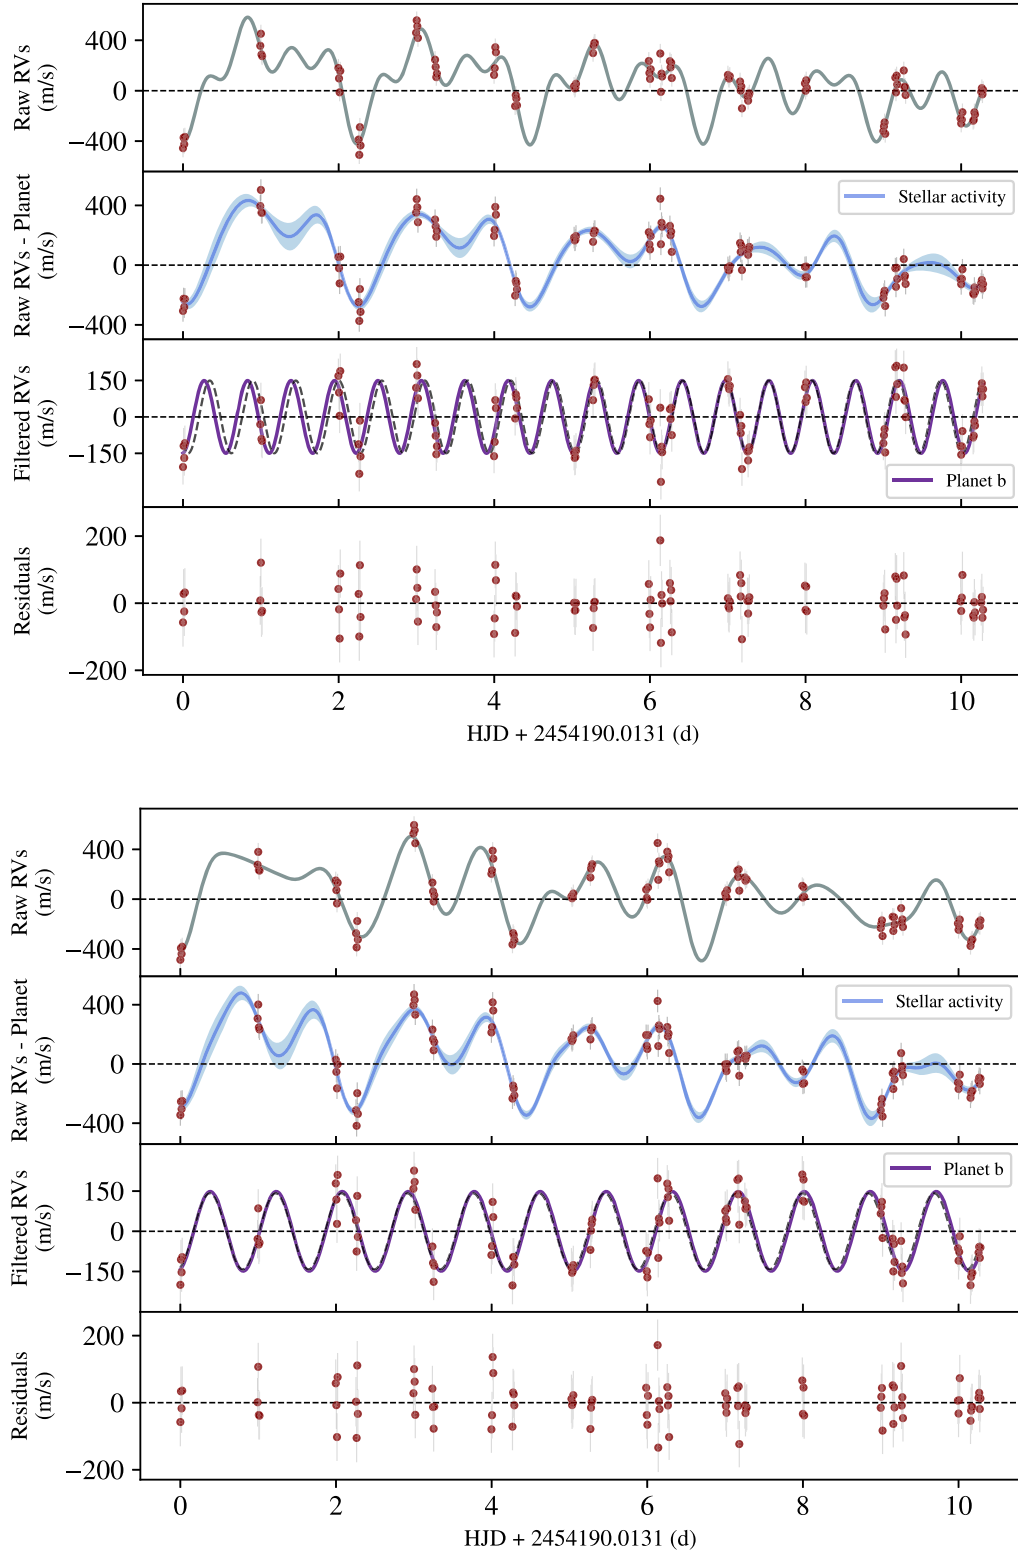 Raw RVs
(m/s)
400
0
−400
Raw RVs - Planet
(m/s)
400
0
−400
Stellar activity
Filtered RVs
(m/s)
150
0
−150
Planet b
Residuals
(m/s)
200
0
−200
0 2 4 6 8 10
HJD + 2454190.0131 (d)
Raw RVs
(m/s)
400
0
−400
Raw RVs - Planet
(m/s)
400
0
−400
Stellar activity
Filtered RVs
(m/s)
150
0
−150
Planet b
Residuals
(m/s)
200
0
−200
0 2 4 6 8 10
HJD + 2454190.0131 (d)